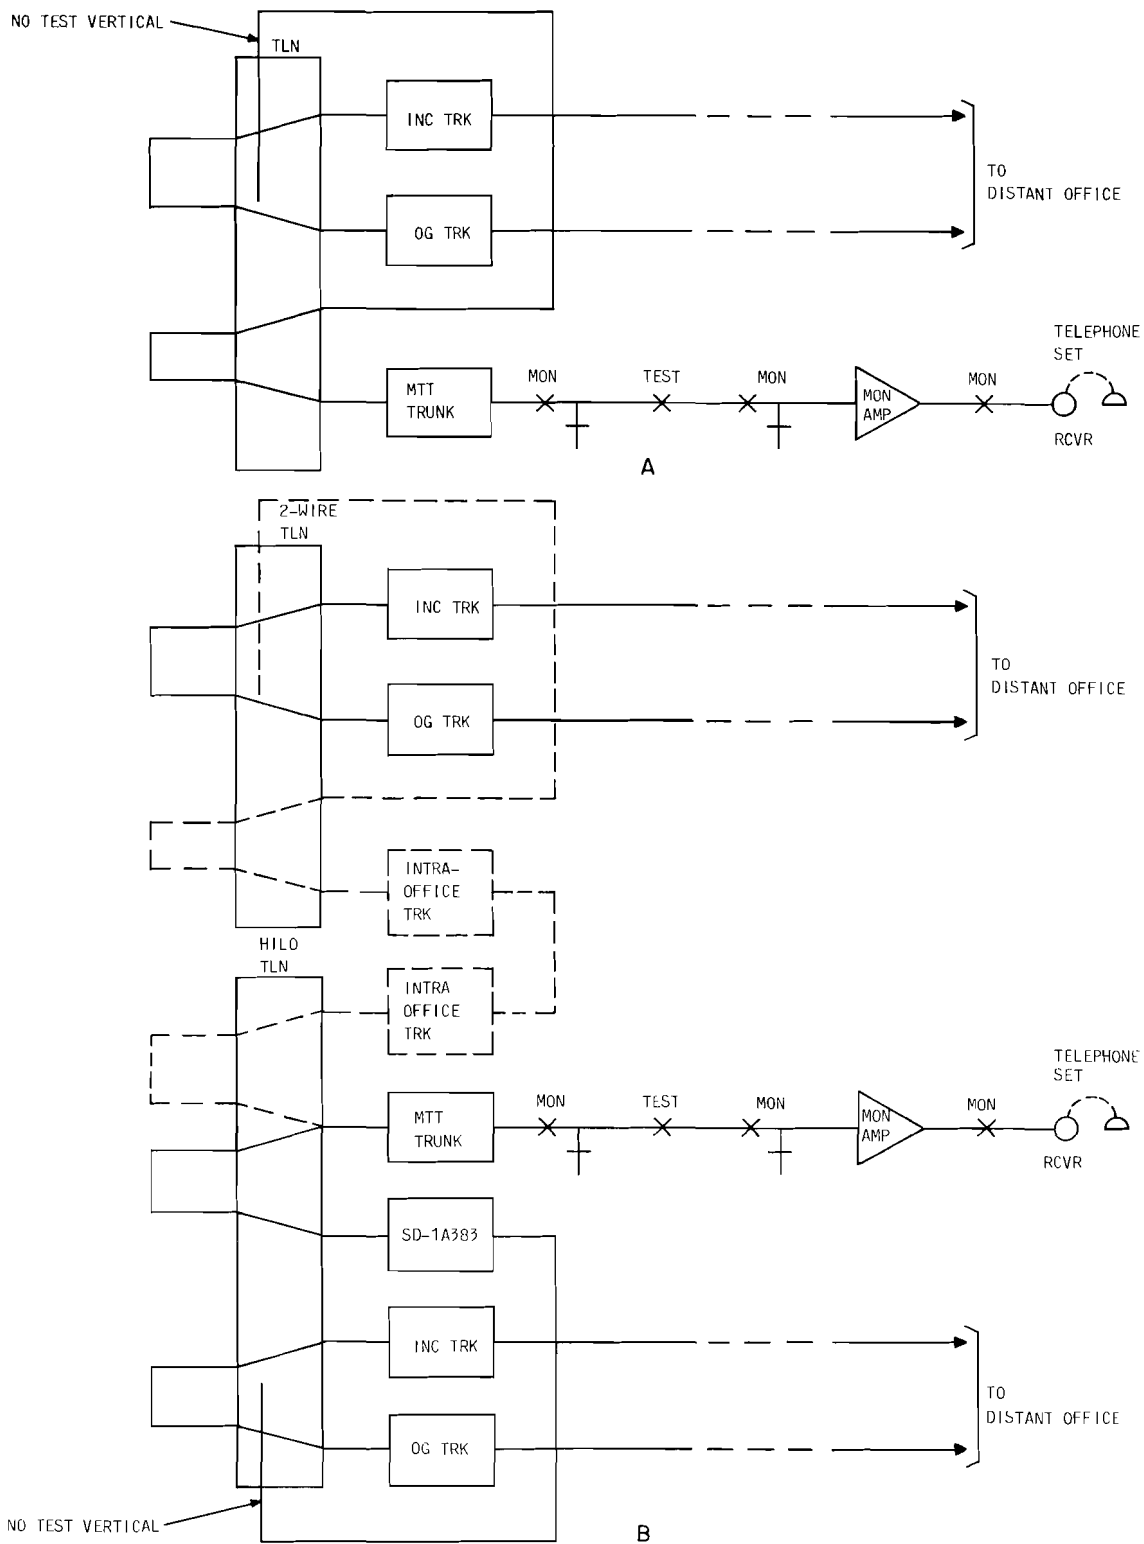 NO TEST VERTICAL
TLN
INC TRK
OG TRK
TO
DISTANT OFFICE
MTT
TRUNK
MON
TEST
MON
MON
AMP
MON
TELEPHONE
SET
RCVR
A
2-WIRE
TLN
INC TRK
OG TRK
TO
DISTANT OFFICE
INTRA-
OFFICE
TRK
HILO
TLN
INTRA
OFFICE
TRK
MTT
TRUNK
MON
TEST
MON
MON
AMP
MON
TELEPHONE
SET
RCVR
SD-1A383
INC TRK
OG TRK
TO
DISTANT OFFICE
NO TEST VERTICAL
B